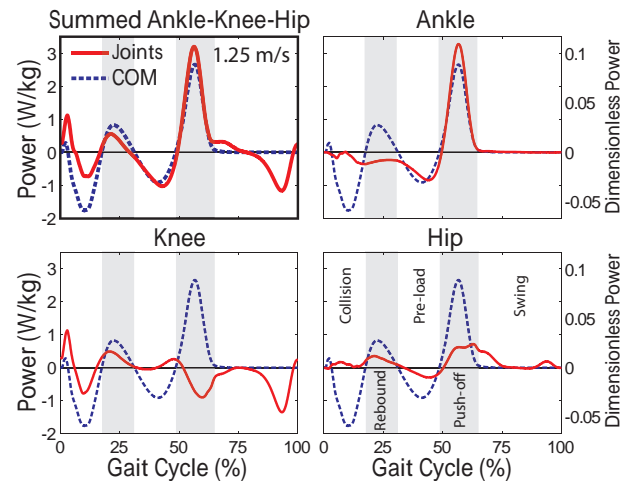 Summed Ankle-Knee-Hip
Ankle
Joints
COM
1.25 m/s
Power (W/kg)
3
2
1
0
-1
-2
Dimensionless Power
0.1
0.05
0
-0.05
Knee
Hip
Power (W/kg)
3
2
1
0
-1
-2
Collision
Rebound
Pre-load
Push-off
Swing
Dimensionless Power
0.1
0.05
0
-0.05
0 25 50 75 100
0 25 50 75 100
Gait Cycle (%)
Gait Cycle (%)